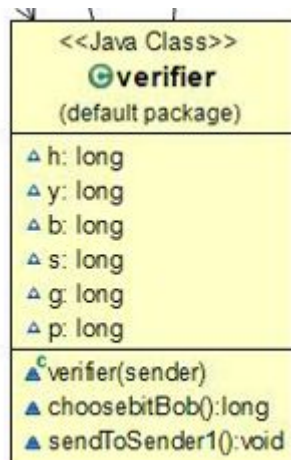 <<Java Class>>
verifier
(default package)
h: long
y: long
b: long
s: long
g: long
p: long
verifier(sender)
choosebitBob():long
sendToSender1():void